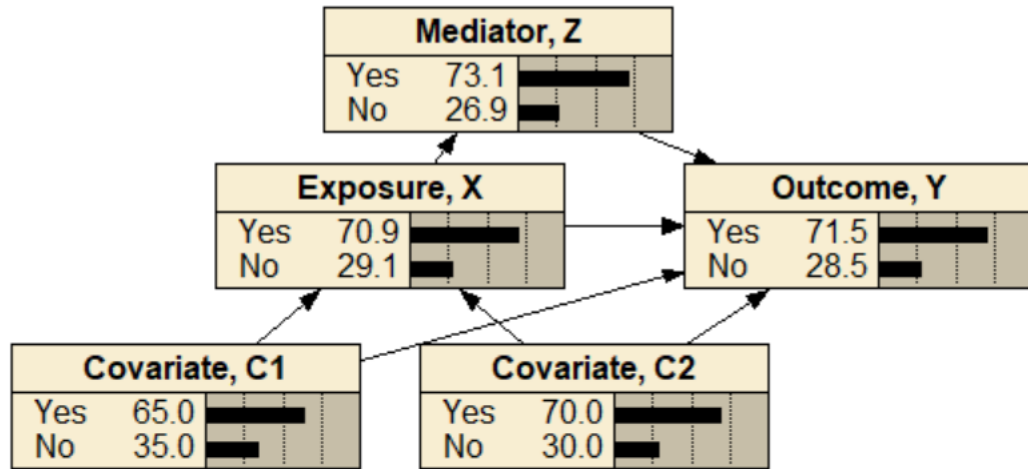 Mediator, Z
Yes 73.1
No 26.9
Exposure, X
Yes 70.9
No 29.1
Outcome, Y
Yes 71.5
No 28.5
Covariate, C1
Yes 65.0
No 35.0
Covariate, C2
Yes 70.0
No 30.0